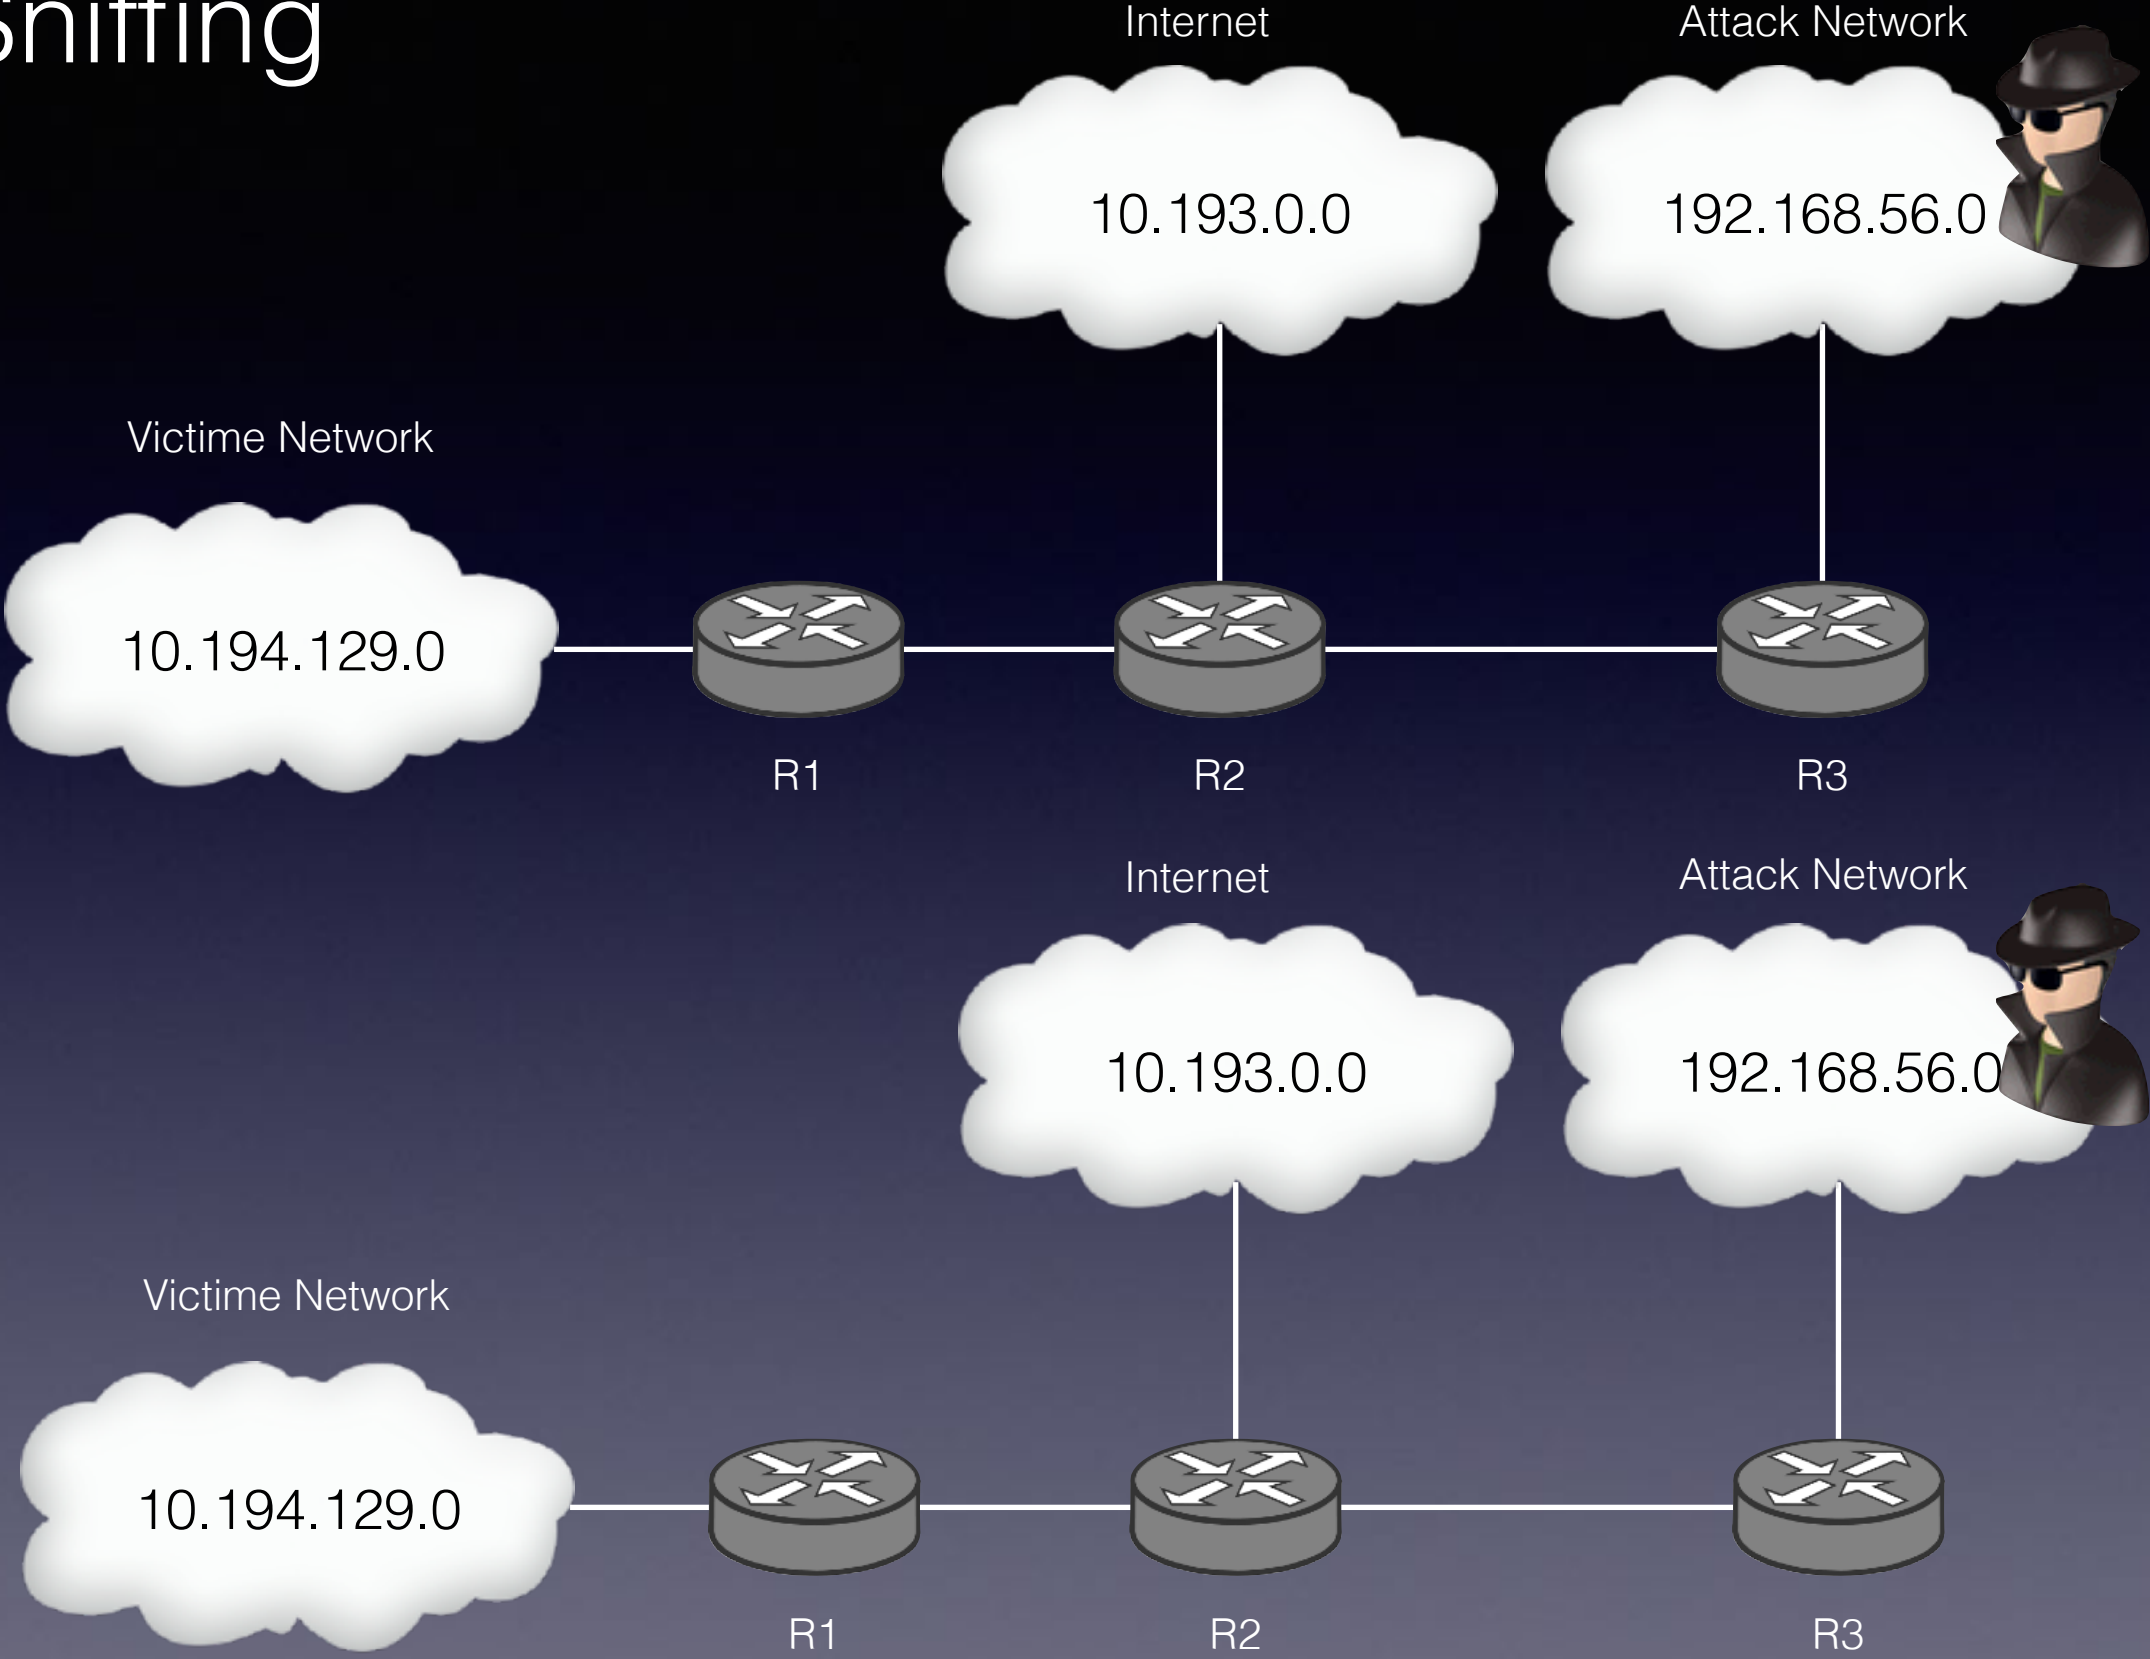 Sniffing
Internet
Attack Network
10.193.0.0
192.168.56.0
Victime Network
10.194.129.0
R1
R2
R3
Internet
Attack Network
10.193.0.0
192.168.56.0
Victime Network
10.194.129.0
R1
R2
R3